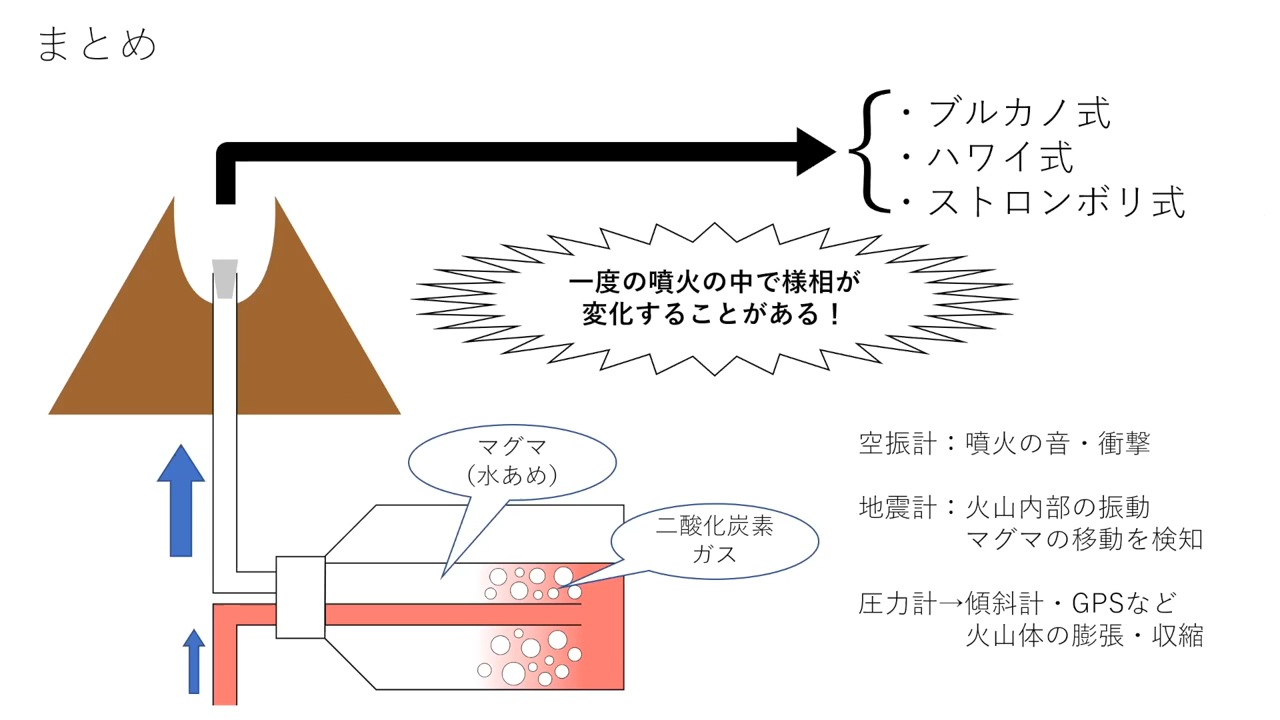 まとめ
・ブルカノ式
・ハワイ式
・ストロンボリ式
一度の噴火の中で様相が
変化することがある！
マグマ
（水あめ）
二酸化炭素
ガス
空振計：噴火の音・衝撃
地震計：火山内部の振動
マグマの移動を検知
圧力計→傾斜計・GPSなど
火山体の膨張・収縮